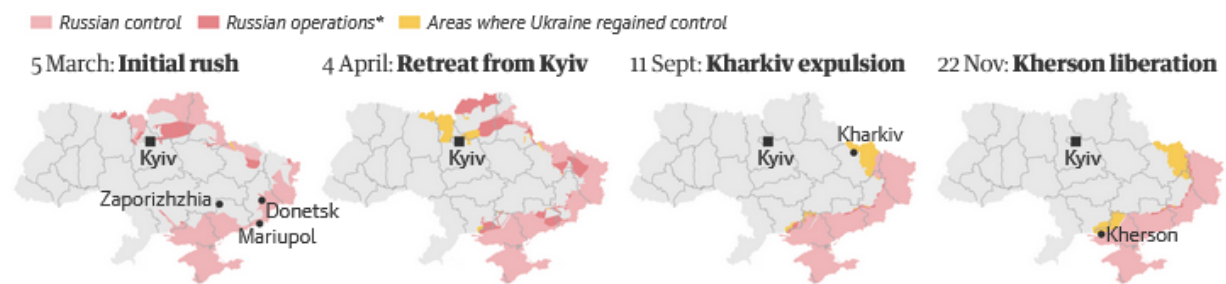 Russian control Russian operations* Areas where Ukraine regained control
5 March: Initial rush
Kyiv
Zaporizhzhia
Donetsk
Mariupol
4 April: Retreat from Kyiv
Kyiv
11 Sept: Kharkiv expulsion
Kharkiv
Kyiv
22 Nov: Kherson liberation
Kyiv
Kherson